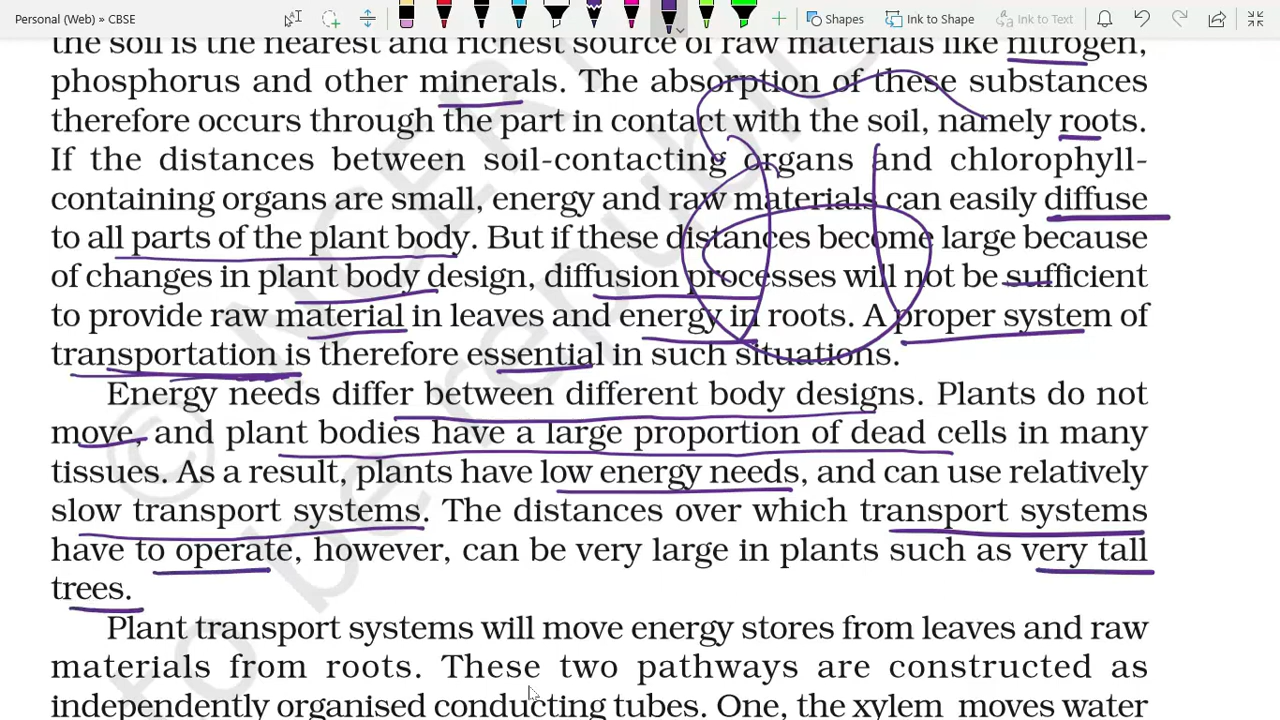 Personal (Web) » CBSE
Shapes
Ink to Shape
Ink to Text
the soil is the nearest and richest source of raw materials like nitrogen,
phosphorus and other minerals. The absorption of these substances
therefore occurs through the part in contact with the soil, namely roots.
If the distances between soil-contacting organs and chlorophyll-
containing organs are small, energy and raw materials can easily diffuse
to all parts of the plant body. But if these distances become large because
of changes in plant body design, diffusion processes will not be sufficient
to provide raw material in leaves and energy in roots. A proper system of
transportation is therefore essential in such situations.
Energy needs differ between different body designs. Plants do not
move, and plant bodies have a large proportion of dead cells in many
tissues. As a result, plants have low energy needs, and can use relatively
slow transport systems. The distances over which transport systems
have to operate, however, can be very large in plants such as very tall
trees.
Plant transport systems will move energy stores from leaves and raw
materials from roots. These two pathways are constructed as
independently organised conducting tubes. One, the xylem moves water